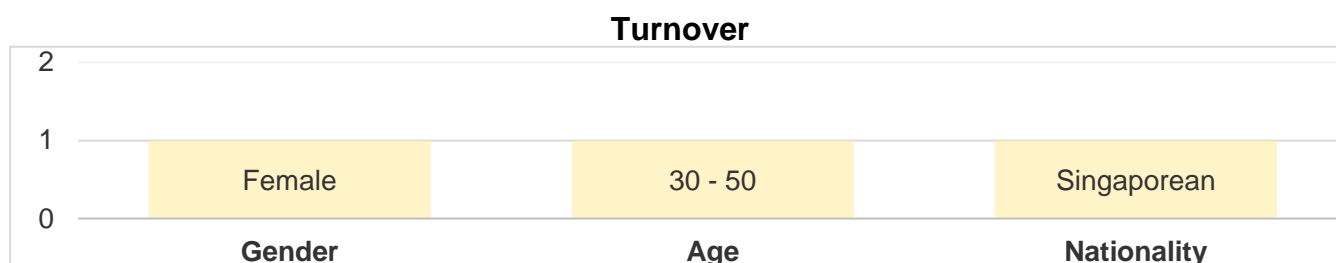 Turnover
2
1
0
Female
30 - 50
Singaporean
Gender
Age
Nationality